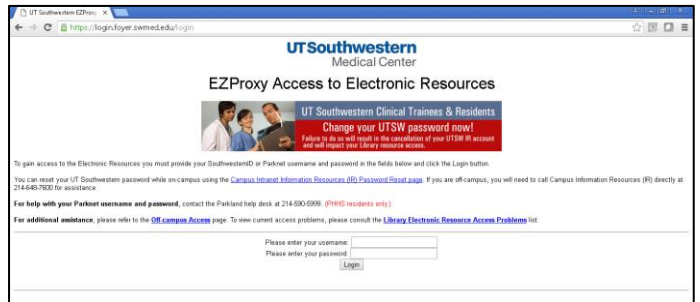 UT Southwestern EZProxy
https://login.foyer.swmed.edu/login
UTSouthwestern
Medical Center
EZProxy Access to Electronic Resources
UT Southwestern Clinical Trainees & Residents
Change your UTSW password now!
Failure to do so will result in the cancellation of your UTSW IR account
and will impact your Library resource access.
To gain access to the Electronic Resources you must provide your SouthwesternID or Parknet username and password in the fields below and click the Login button.
You can reset your UT Southwestern password while on-campus using the Campus Intranet Information Resources (IR) Password Reset page. If you are off-campus, you will need to call Campus Information Resources (IR) directly at
214-648-7600 for assistance.
For help with your Parknet username and password, contact the Parkland help desk at 214-590-5999. (PHHS residents only.)
For additional assistance, please refer to the Off-campus Access page. To view current access problems, please consult the Library Electronic Resource Access Problems list.
Please enter your username:
Please enter your password:
Login